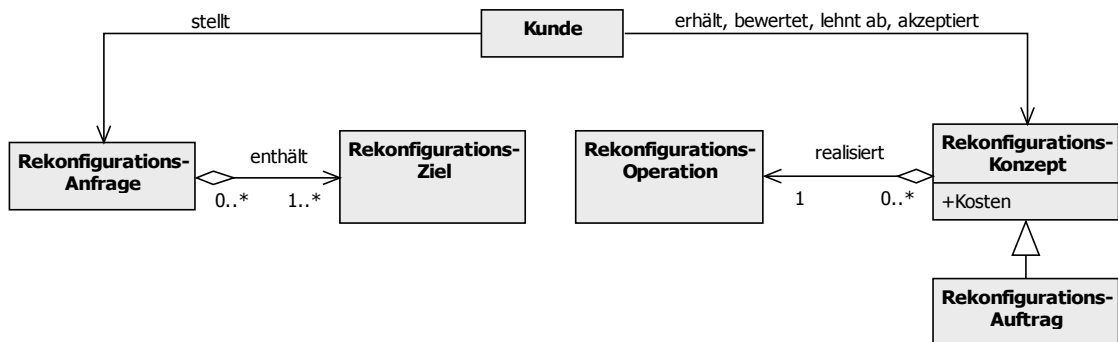 stellt
Kunde
erhält, bewertet, lehnt ab, akzeptiert
Rekonfigurations-
Anfrage
enthält
0..*
1..*
Rekonfigurations-
Ziel
Rekonfigurations-
Operation
realisiert
1
0..*
Rekonfigurations-
Konzept
+Kosten
Rekonfigurations-
Auftrag